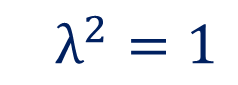 λ² = 1